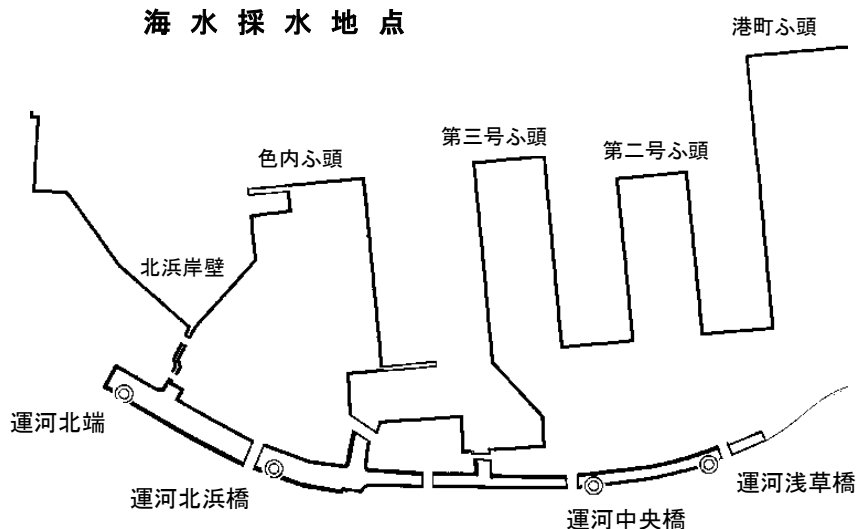 海水採水地点
港町ふ頭
第三号ふ頭
色内ふ頭
第二号ふ頭
北浜岸壁
運河北端
運河北浜橋
運河浅草橋
運河中央橋